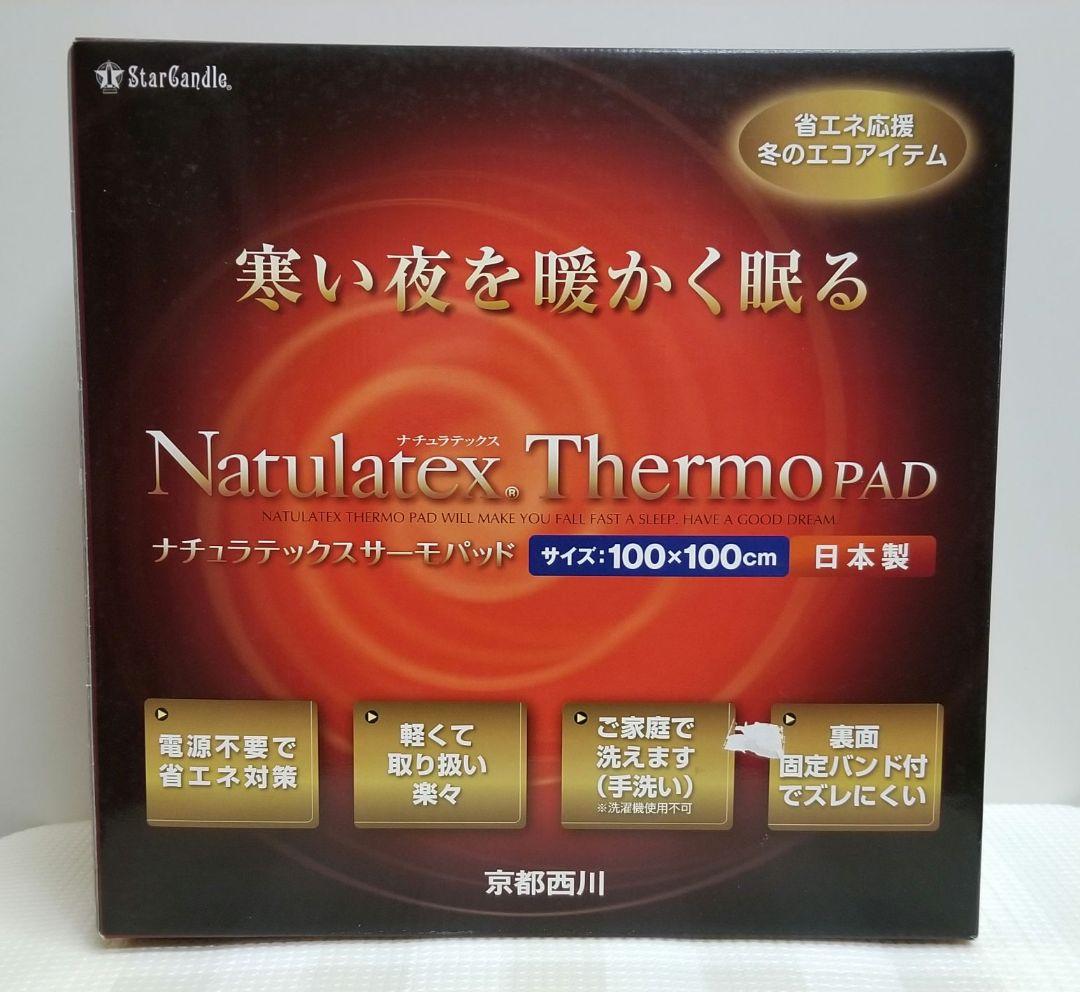 StarCandle®
省エネ応援
冬のエコアイテム
寒い夜を暖かく眠る
ナチュラテックス
Natulatex® Thermo PAD
NATULATEX THERMO PAD WILL MAKE YOU FALL FAST A SLEEP. HAVE A GOOD DREAM.
ナチュラテックスサーモパッド サイズ:100×100cm 日本製
電源不要で
省エネ対策
軽くて
取り扱い
楽々
ご家庭で
洗えます
(手洗い)
※洗濯機使用不可
裏面
固定バンド付
でズレにくい
京都西川